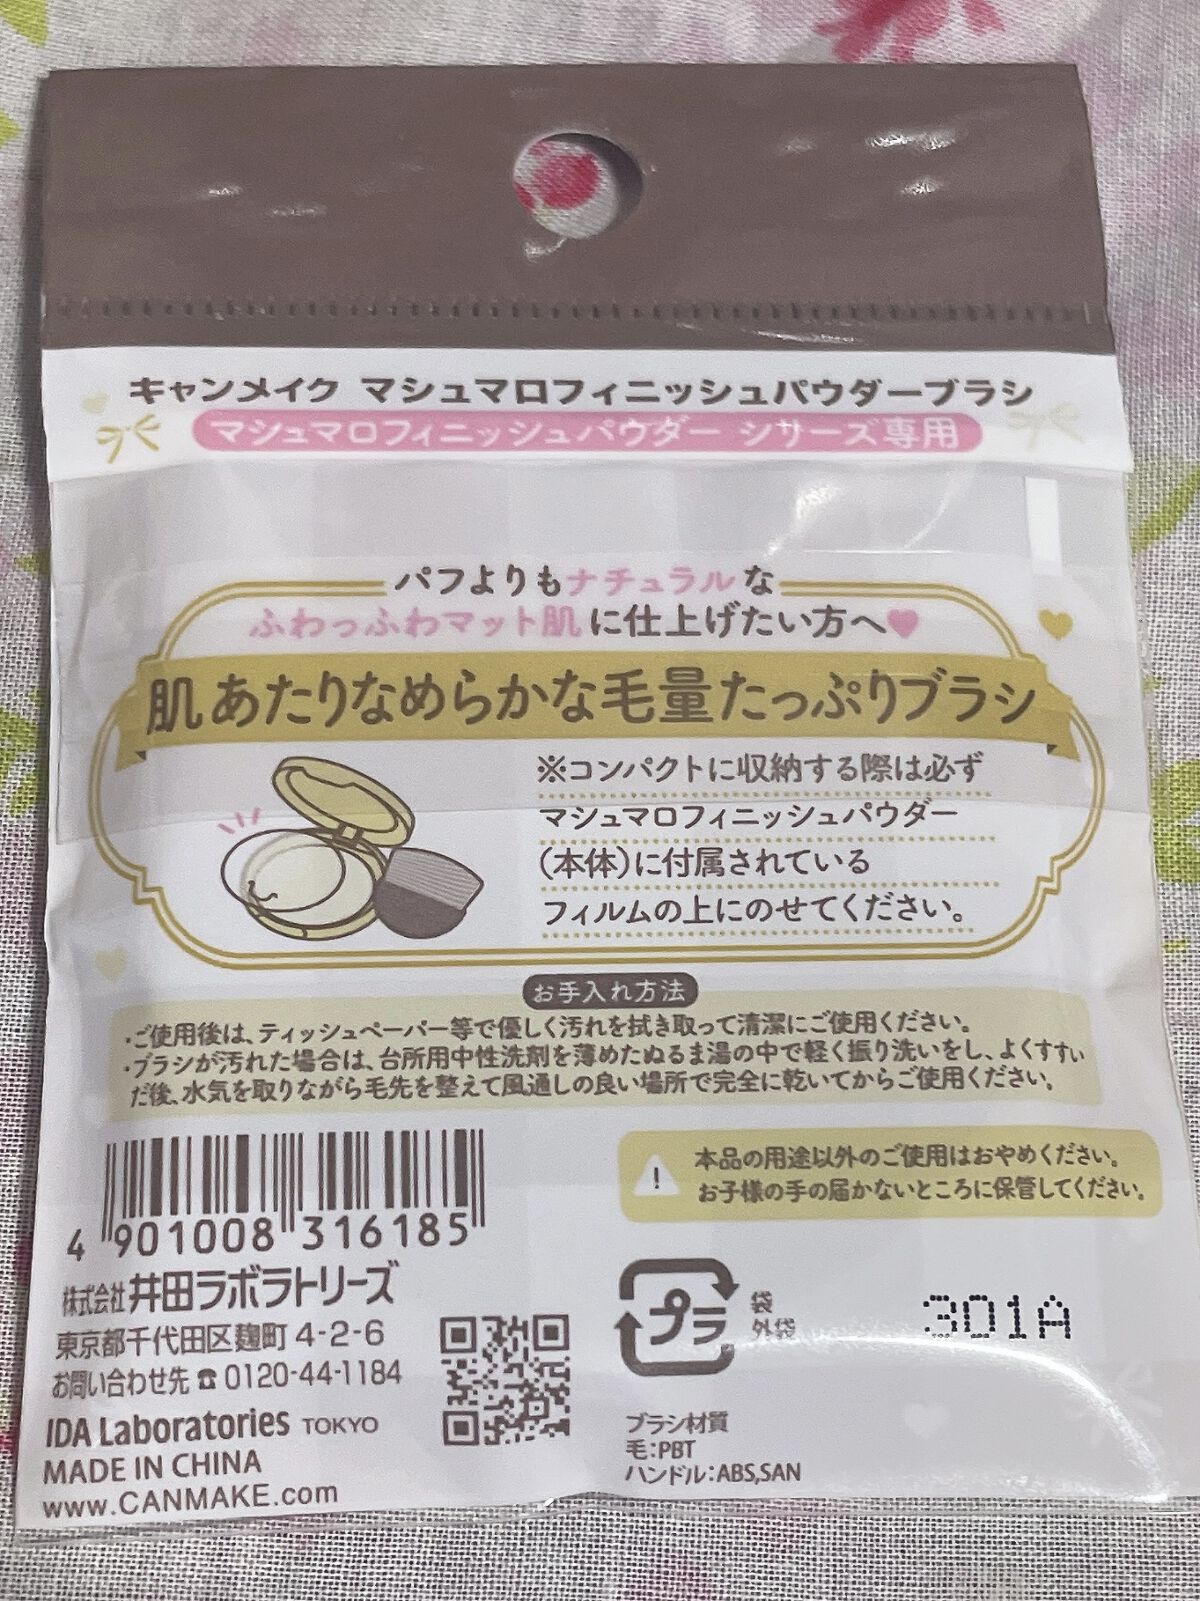 キャンメイク マシュマロフィニッシュパウダーブラシ
マシュマロフィニッシュパウダー シリーズ専用
パフよりもナチュラルな
ふわっふわマット肌に仕上げたい方へ♥
肌あたりなめらかな毛量たっぷりブラシ
※コンパクトに収納する際は必ず
マシュマロフィニッシュパウダー
(本体)に付属されている
フィルムの上にのせてください。
お手入れ方法
・ご使用後は、ティッシュペーパー等で優しく汚れを拭き取って清潔にご使用ください。
・ブラシが汚れた場合は、台所用中性洗剤を薄めたぬるま湯の中で軽く振り洗いをし、よくすすい
だ後、水気を取りながら毛先を整えて風通しの良い場所で完全に乾いてからご使用ください。
本品の用途以外のご使用はおやめください。
お子様の手の届かないところに保管してください。
4 901008 316185
株式会社 井田ラボラトリーズ
東京都千代田区麹町 4-2-6
お問い合わせ先 ☎ 0120-44-1184
IDA Laboratories TOKYO
MADE IN CHINA
www.CANMAKE.com
プラ
袋
外袋
301A
ブラシ材質
毛:PBT
ハンドル:ABS,SAN